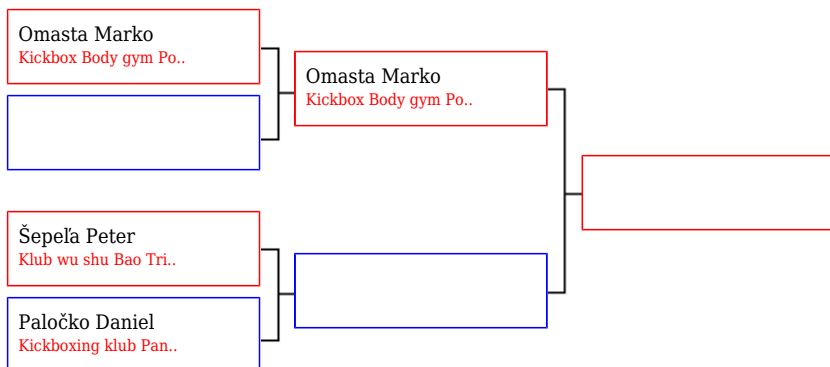 Omasta Marko
Kickbox Body gym Po..
Omasta Marko
Kickbox Body gym Po..
Šepeľa Peter
Klub wu shu Bao Tri..
Paločko Daniel
Kickboxing klub Pan..